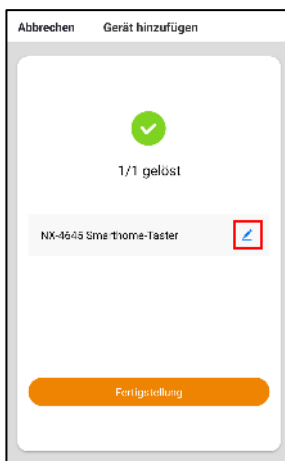 Abbrechen Gerät hinzufügen
1/1 gelöst
NX-4645 Smarthome-Taster
Fertigstellung